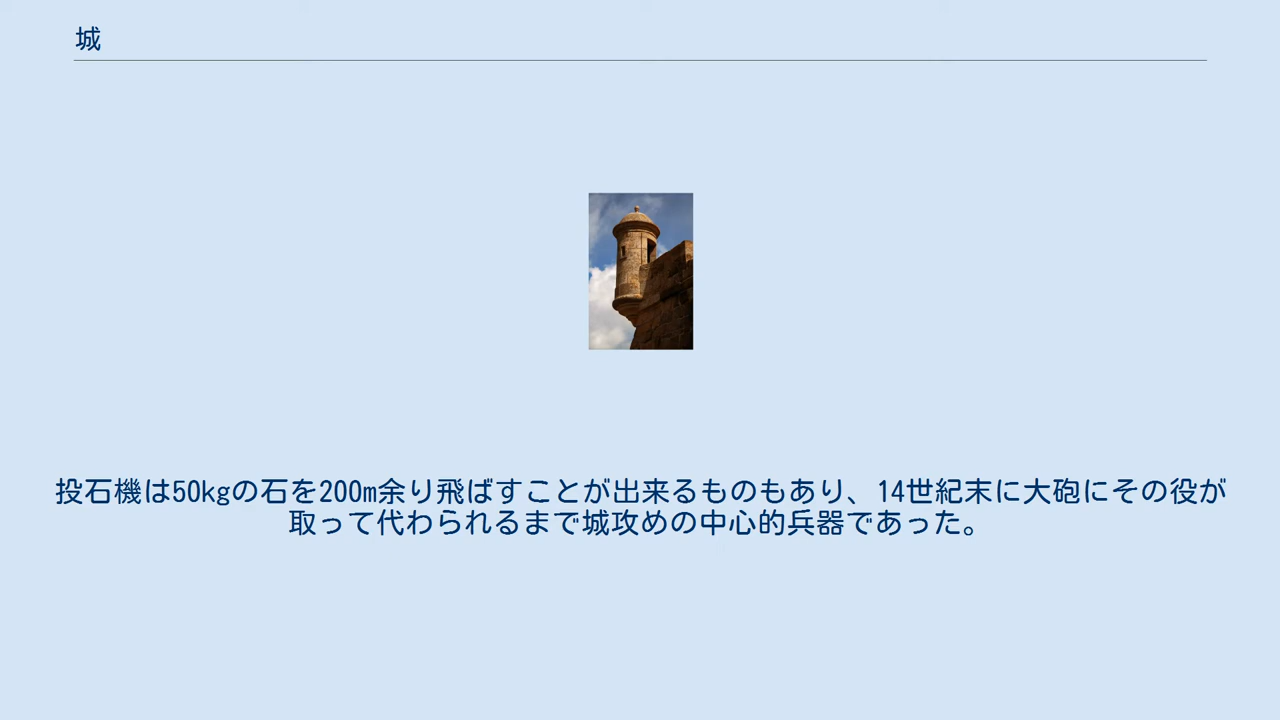 城
投石機は50kgの石を200m余り飛ばすことが出来るものもあり、14世紀末に大砲にその役が
取って代わられるまで城攻めの中心的兵器であった。